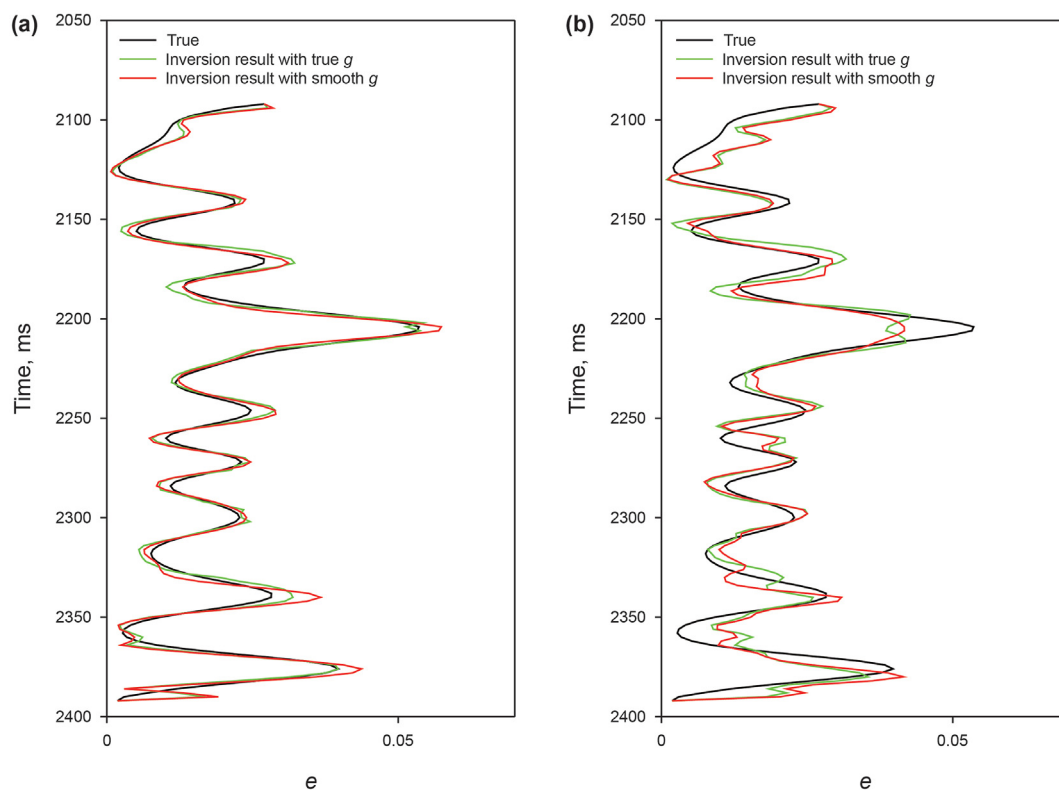 (a)
2050
True
Inversion result with true g
Inversion result with smooth g
2100
2150
2200
2250
2300
2350
2400
Time, ms
0
0.05
e
(b)
2050
True
Inversion result with true g
Inversion result with smooth g
2100
2150
2200
2250
2300
2350
2400
Time, ms
0
0.05
e